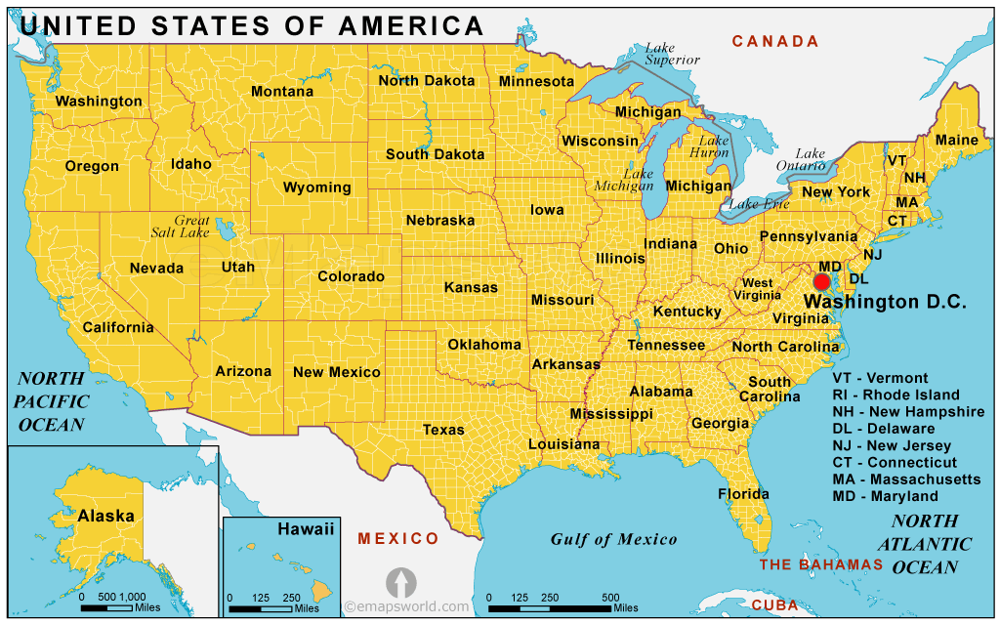 UNITED STATES OF AMERICA
CANADA
Lake
Superior
Washington
Montana
North Dakota
Minnesota
Michigan
Wisconsin
Lake
Huron
Lake
Ontario
Maine
VT
NH
Oregon
Idaho
South Dakota
Lake
Michigan
Michigan
Wyoming
New York
MA
CT
Lake Erie
Nebraska
Iowa
Great
Salt Lake
Nevada
Utah
Colorado
Kansas
Illinois
Indiana
Ohio
Pennsylvania
NJ
MD
DL
West
Virginia
Washington D.C.
Missouri
Kentucky
Virginia
California
Oklahoma
Arkansas
Tennessee
North Carolina
Arizona
New Mexico
South
Carolina
Alabama
Mississippi
Georgia
Texas
Louisiana
Florida
NORTH
PACIFIC
OCEAN
VT - Vermont
RI - Rhode Island
NH - New Hampshire
DL - Delaware
NJ - New Jersey
CT - Connecticut
MA - Massachusetts
MD - Maryland
NORTH
ATLANTIC
OCEAN
Alaska
0 500 1,000
Miles
Hawaii
0 125 250
Miles
MEXICO
Gulf of Mexico
THE BAHAMAS
CUBA
0 125 250 500
Miles
©emapsworld.com